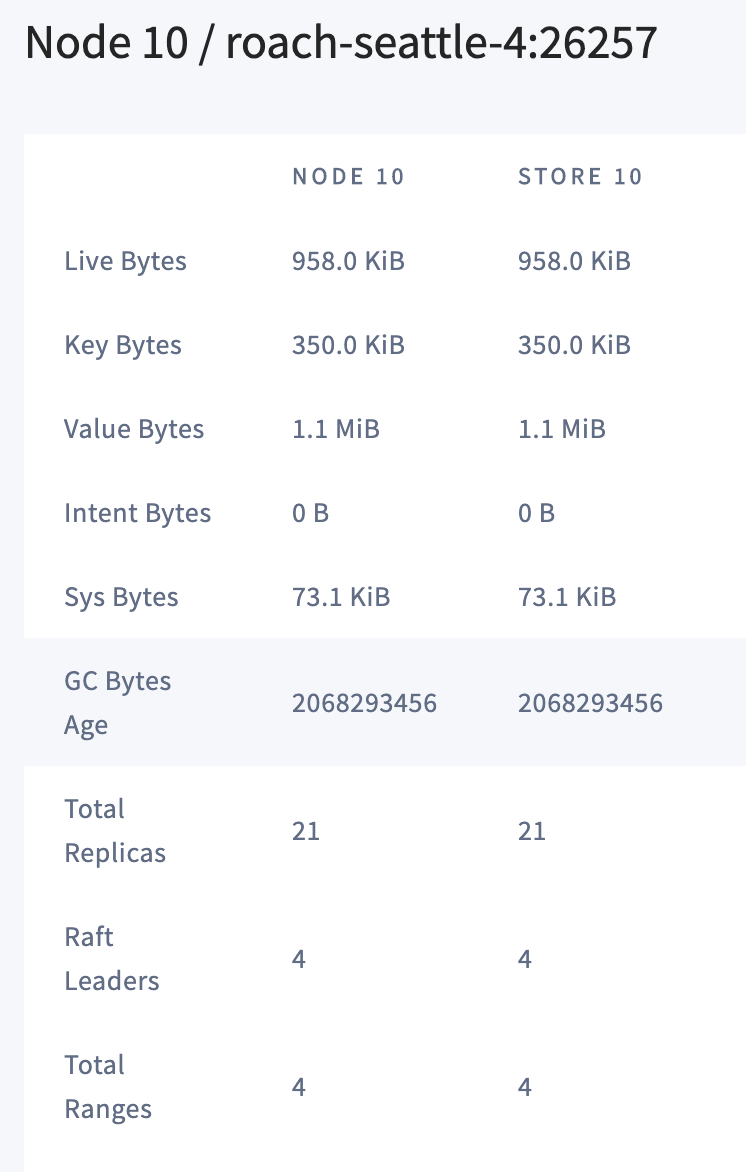 Node 10 / roach-seattle-4:26257
NODE 10 STORE 10
Live Bytes 958.0 KiB 958.0 KiB
Key Bytes 350.0 KiB 350.0 KiB
Value Bytes 1.1 MiB 1.1 MiB
Intent Bytes 0 B 0 B
Sys Bytes 73.1 KiB 73.1 KiB
GC Bytes
Age 2068293456 2068293456
Total
Replicas 21 21
Raft
Leaders 4 4
Total
Ranges 4 4